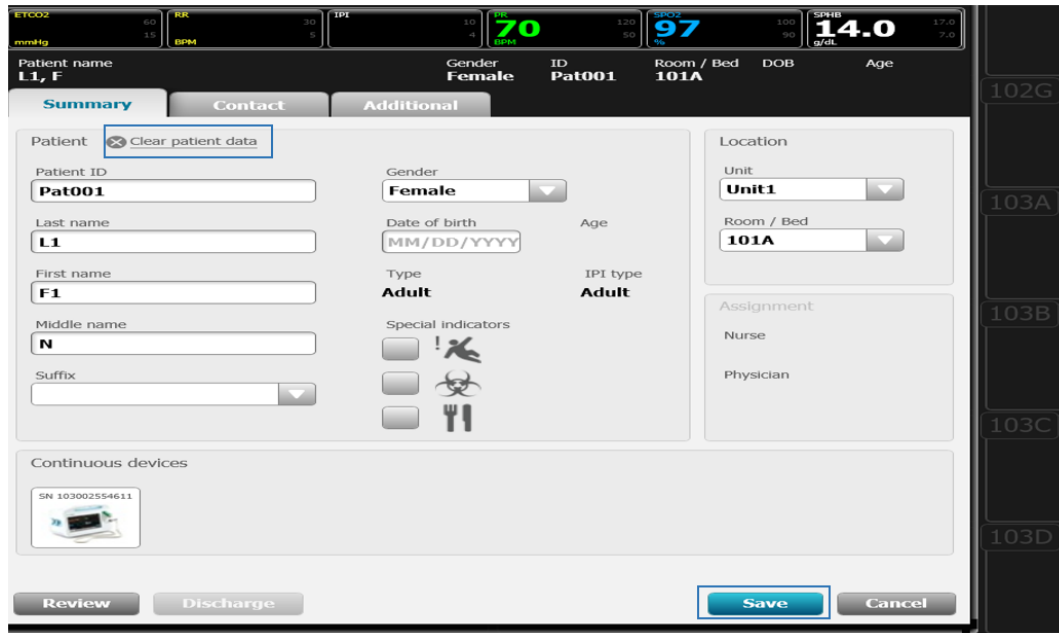 ETCO2 60 15 mmHg
RR 30 5 BPM
IPI 10 4
PR 70 120 50 BPM
SPO2 97 100 90 %
SPHB 14.0 17.0 7.0 g/dL
Patient name Gender ID Room / Bed DOB Age
L1, F Female Pat001 101A
Summary Contact Additional
102G
Patient Clear patient data
Location
Patient ID Gender Unit
Pat001 Female Unit1
103A
Last name Date of birth Age Room / Bed
L1 MM/DD/YYYY 101A
First name Type IPI type
F1 Adult Adult
Assignment
103B
Middle name Special indicators Nurse
N !
Suffix Physician
103C
Continuous devices
SN 103002554611
103D
Review Discharge Save Cancel